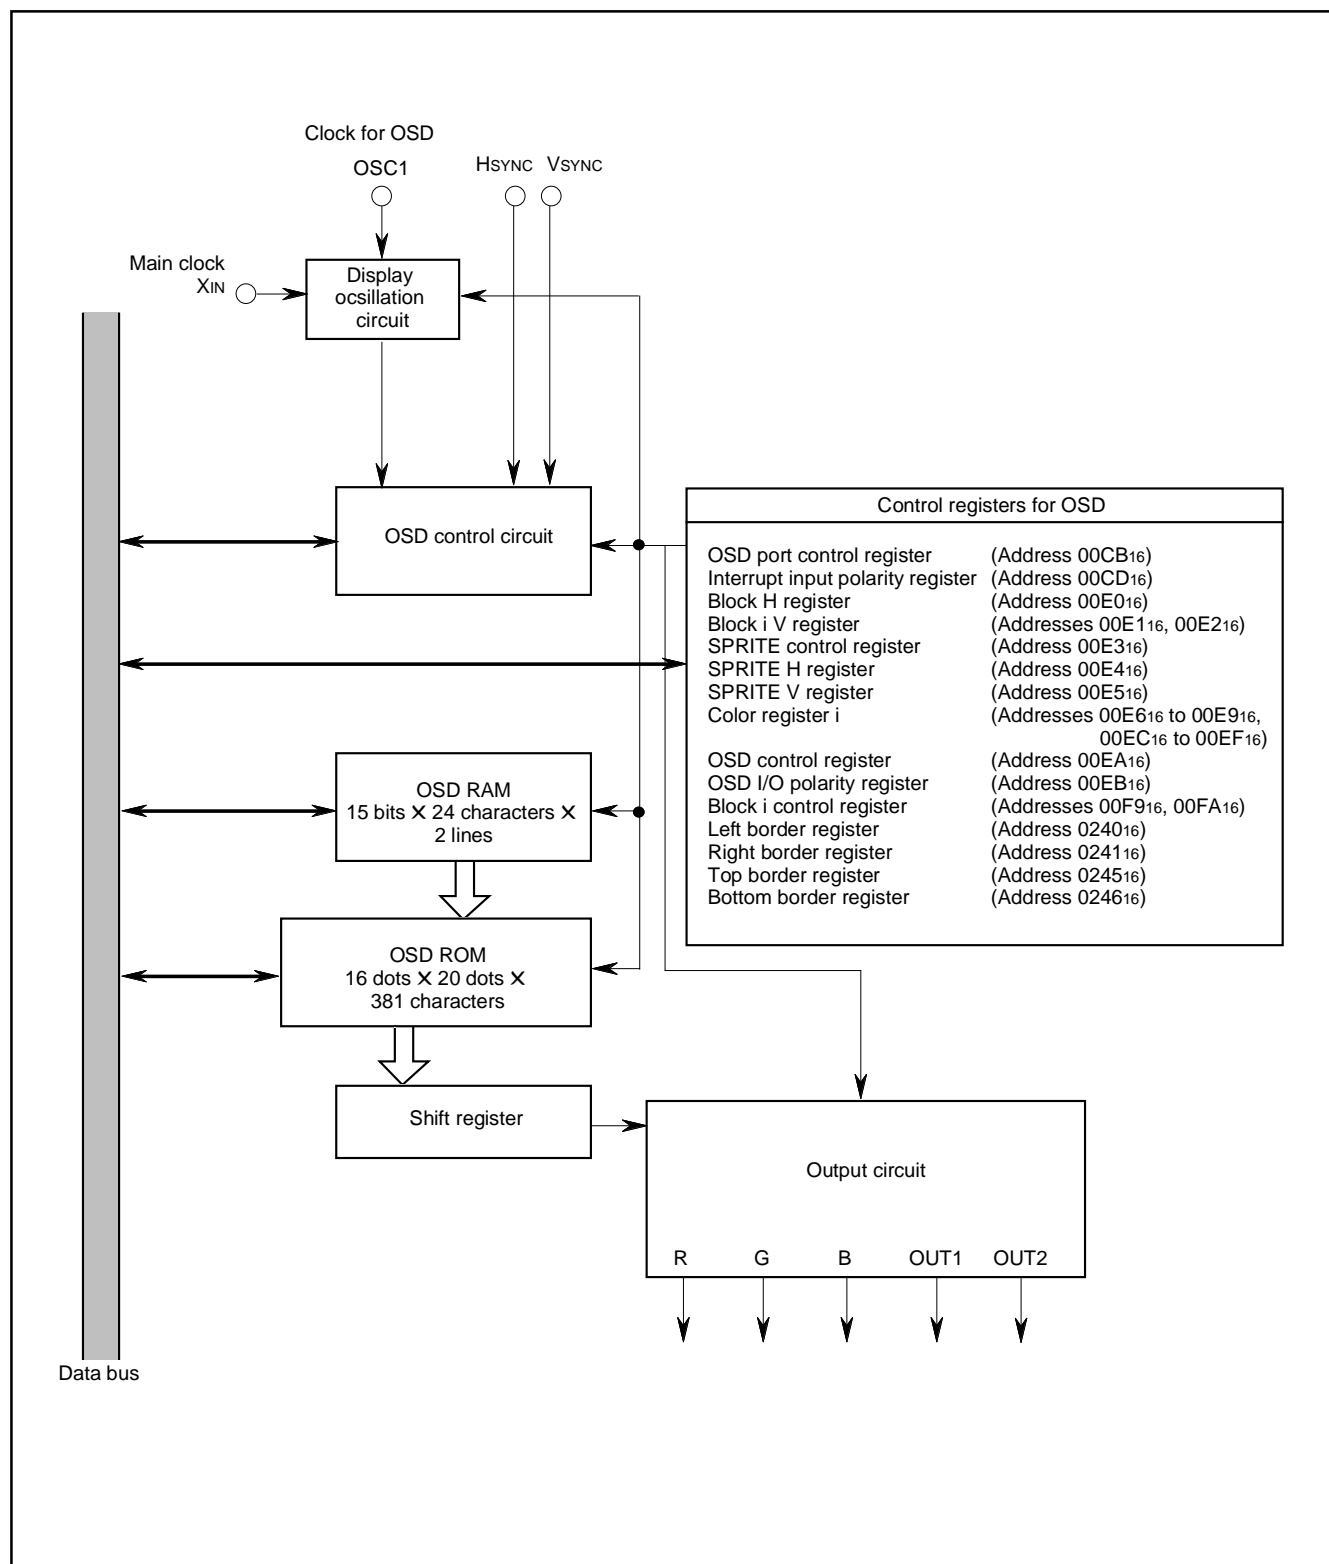 Clock for OSD
OSC1
HSYNC VSYNC
Main clock
XIN
Display
ocsillation
circuit
OSD control circuit
Control registers for OSD
OSD port control register (Address 00CB16)
Interrupt input polarity register (Address 00CD16)
Block H register (Address 00E016)
Block i V register (Addresses 00E116, 00E216)
SPRITE control register (Address 00E316)
SPRITE H register (Address 00E416)
SPRITE V register (Address 00E516)
Color register i (Addresses 00E616 to 00E916,
00EC16 to 00EF16)
OSD control register (Address 00EA16)
OSD I/O polarity register (Address 00EB16)
Block i control register (Addresses 00F916, 00FA16)
Left border register (Address 024016)
Right border register (Address 024116)
Top border register (Address 024516)
Bottom border register (Address 024616)
OSD RAM
15 bits × 24 characters ×
2 lines
OSD ROM
16 dots × 20 dots ×
381 characters
Shift register
Output circuit
R G B OUT1 OUT2
Data bus